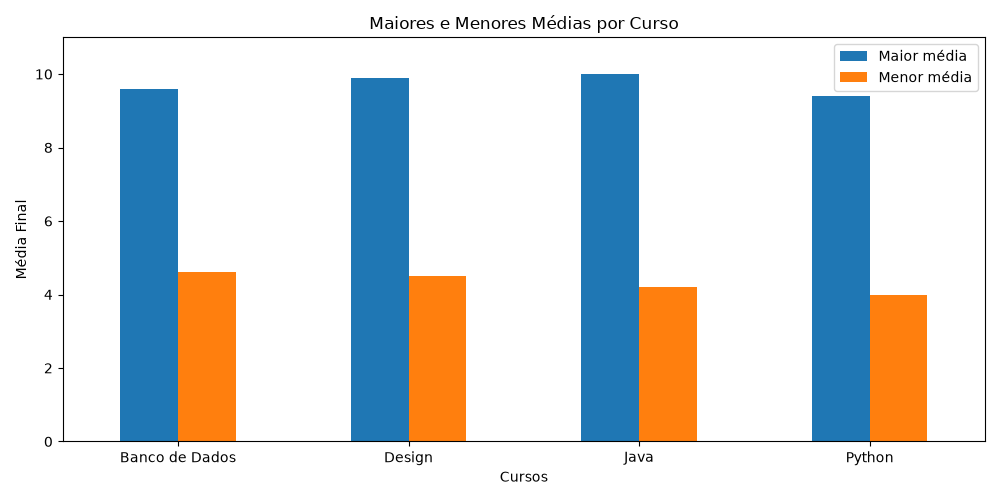 Maiores e Menores Médias por Curso
Maior média
Menor média
Média Final
10
8
6
4
2
0
Banco de Dados
Design
Java
Python
Cursos